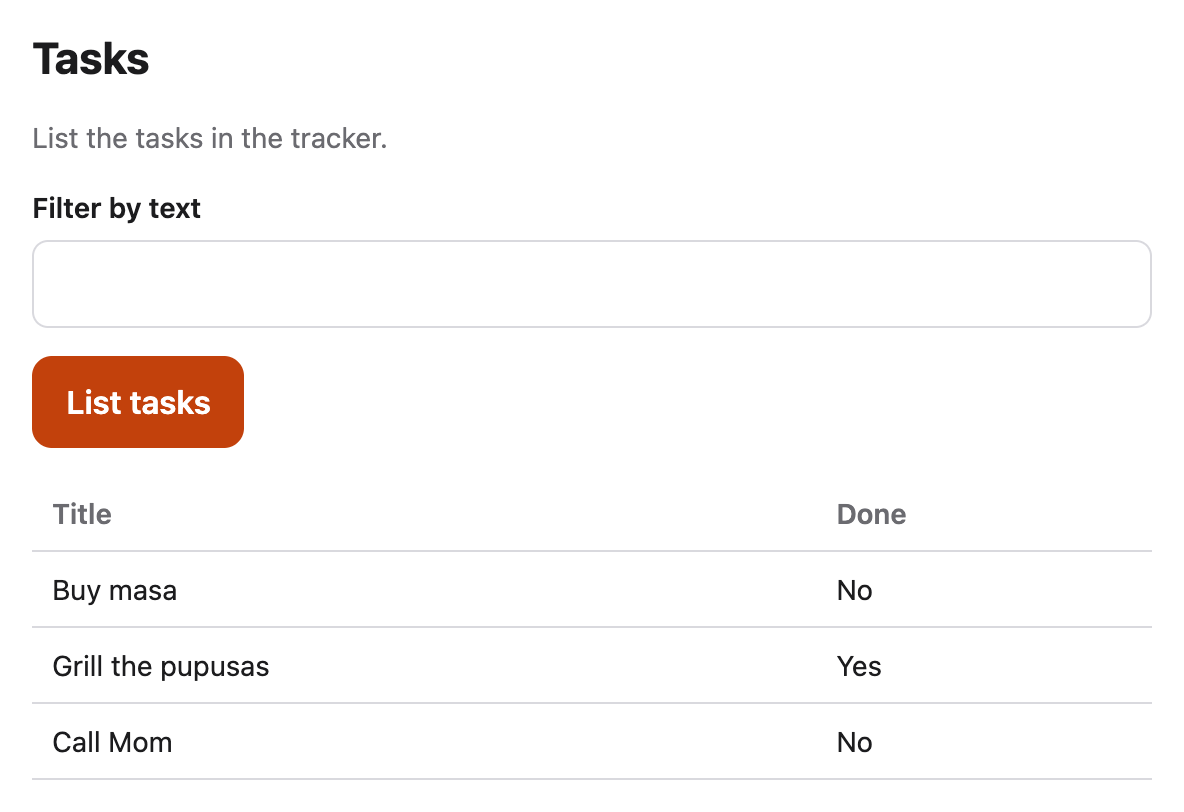 Tasks
List the tasks in the tracker.
Filter by text
List tasks
Title Done
Buy masa No
Grill the pupusas Yes
Call Mom No